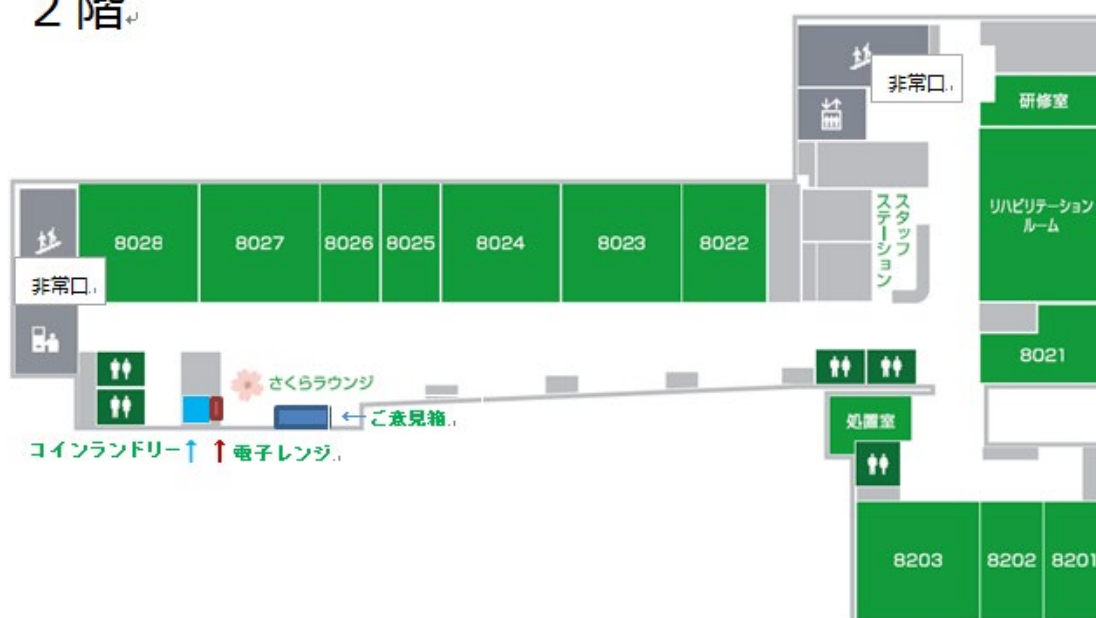 ２階
非常口
研修室
リハビリテーション
ルーム
スタッフ
ステーション
8028
8027
8026
8025
8024
8023
8022
非常口
8021
さくらラウンジ
←ご意見箱
処置室
コインランドリー↑
↑電子レンジ
8203
8202
8201